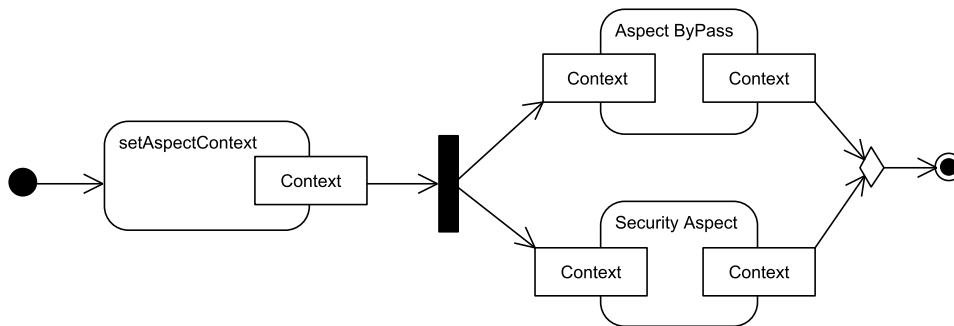 setAspectContext
Context
Aspect ByPass
Context
Context
Security Aspect
Context
Context